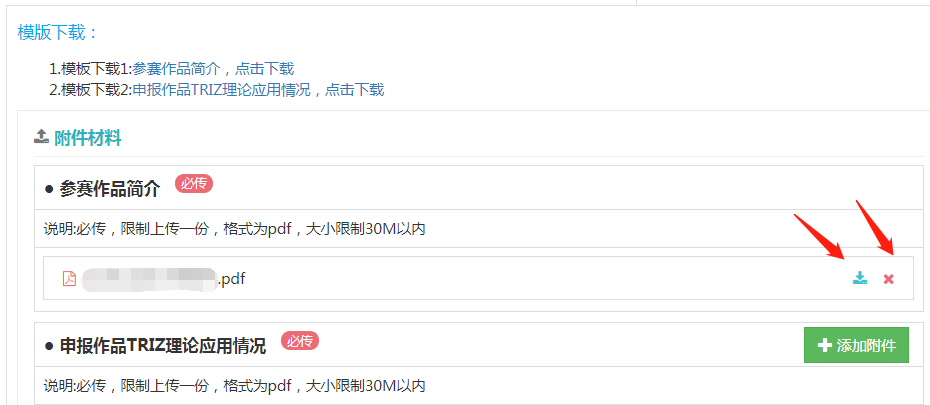 模版下载：
1.模板下载1:参赛作品简介，点击下载
2.模板下载2:申报作品TRIZ理论应用情况，点击下载
附件材料
● 参赛作品简介 必传
说明:必传，限制上传一份，格式为pdf，大小限制30M以内
.pdf
● 申报作品TRIZ理论应用情况 必传 添加附件
说明:必传，限制上传一份，格式为pdf，大小限制30M以内